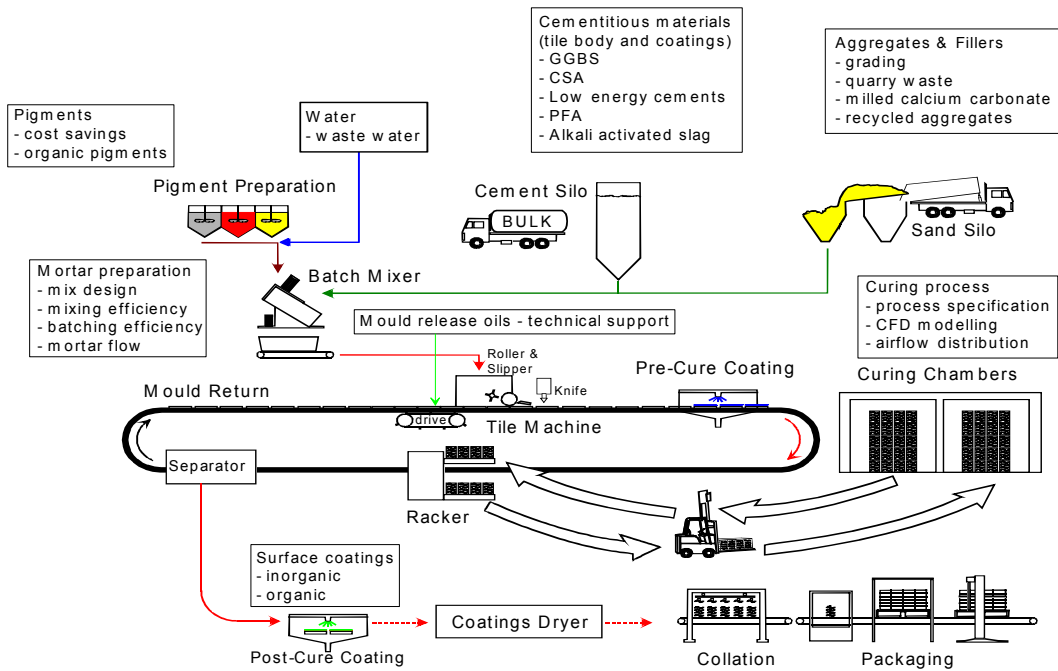 Cementitious materials
(tile body and coatings)
- GGBS
- CSA
- Low energy cements
- PFA
- Alkali activated slag
Aggregates & Fillers
- grading
- quarry waste
- milled calcium carbonate
- recycled aggregates
Pigments
- cost savings
- organic pigments
Water
- waste water
Pigment Preparation
Cement Silo
BULK
Sand Silo
Mortar preparation
- mix design
- mixing efficiency
- batching efficiency
- mortar flow
Batch Mixer
Mould release oils - technical support
Curing process
- process specification
- CFD modelling
- airflow distribution
Roller &
Slipper
Knife
Pre-Cure Coating
Curing Chambers
Mould Return
drive
Tile Machine
Separator
Racker
Surface coatings
- inorganic
- organic
Post-Cure Coating
Coatings Dryer
Collation
Packaging